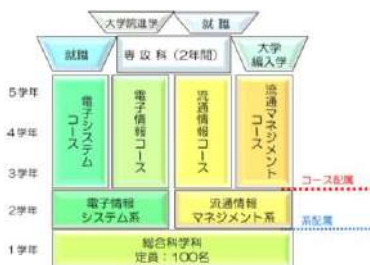 大学院進学
就職
就職
専攻科(2年間)
大学
編入学
5学年
4学年
3学年
2学年
1学年
電子システム
コース
電子情報コース
流通情報コース
流通マネジメント
コース
コース配属
電子情報
システム系
流通情報
マネジメント系
系配属
総合科学科
定員:100名